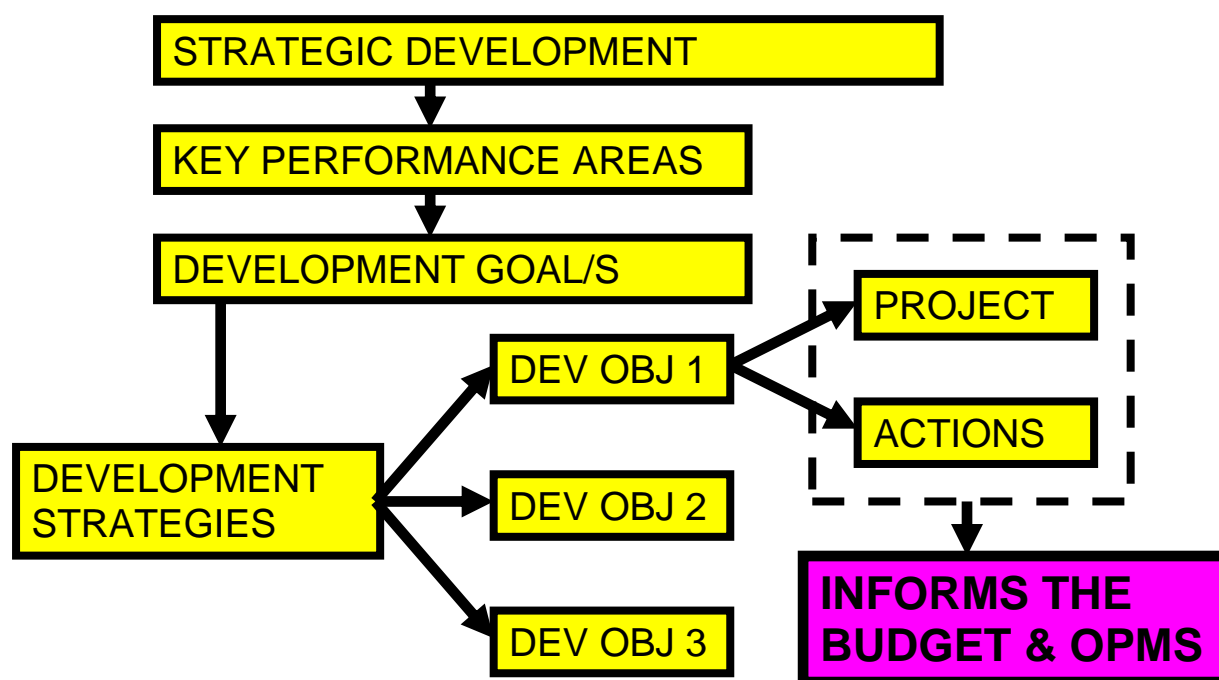 STRATEGIC DEVELOPMENT
KEY PERFORMANCE AREAS
DEVELOPMENT GOAL/S
PROJECT
DEV OBJ 1
ACTIONS
DEVELOPMENT
STRATEGIES
DEV OBJ 2
DEV OBJ 3
INFORMS THE
BUDGET & OPMS